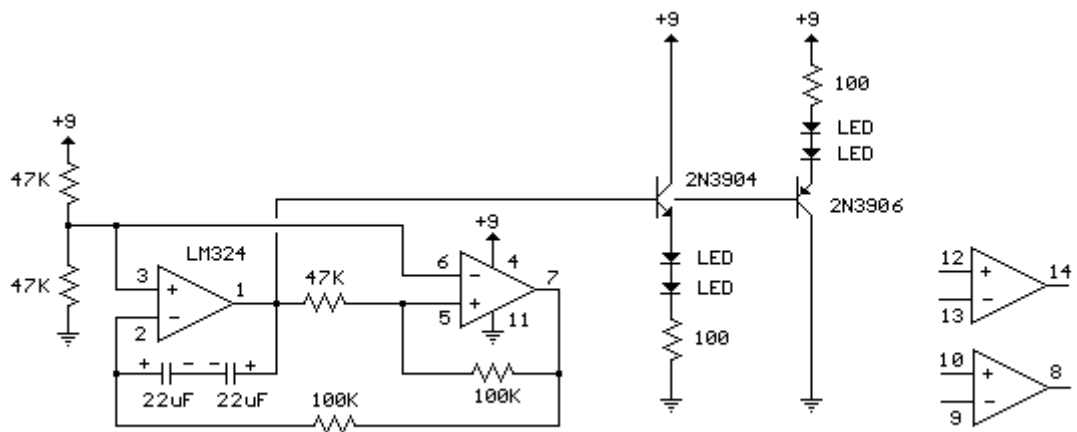 +9
+9
100
+9
LED
LED
47K
2N3904
2N3906
+9
LM324
6
-
4
7
LED
12
+
14
47K
3
+
1
47K
LED
-
2
-
5
+
11
13
100
10
+
8
+ - - +
22uF 22uF
100K
100K
-
9